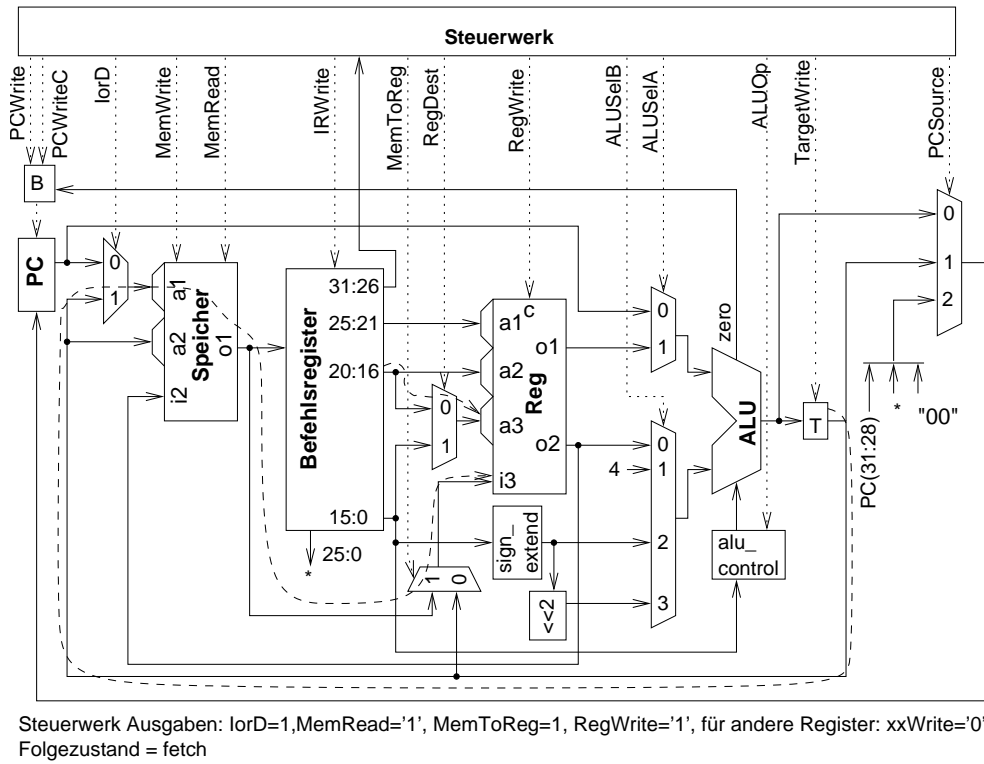 Steuerwerk
PCWrite
PCWriteC
IorD
MemWrite
MemRead
IRWrite
MemToReg
RegDest
RegWrite
ALUSelB
ALUSelA
ALUOp
TargetWrite
PCSource
B
PC
0
1
a1
a2
i2
Speicher
o1
Befehlsregister
31:26
25:21
20:16
15:0
25:0
*
0
1
a1
c
a2
a3
i3
Reg
o1
o2
1
0
sign_
extend
<<2
0
1
4
0
1
2
3
zero
ALU
alu_
control
T
0
1
2
PC(31:28)
*
"00"
Steuerwerk Ausgaben: IorD=1,MemRead='1', MemToReg=1, RegWrite='1', für andere Register: xxWrite='0'
Folgezustand = fetch